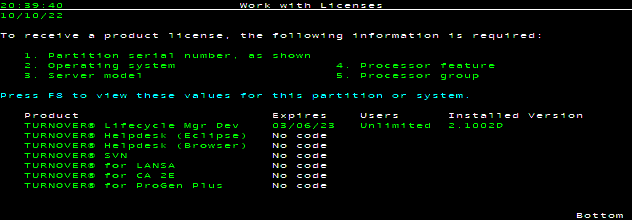 20:39:40 Work with Licenses
10/10/22
To receive a product license, the following information is required:
1. Partition serial number, as shown
2. Operating system 4. Processor feature
3. Server model 5. Processor group
Press F8 to view these values for this partition or system.
Product Expires Users Installed Version
TURNOVER® Lifecycle Mgr Dev 03/06/23 Unlimited 2.1002D
TURNOVER® Helpdesk (Eclipse) No code
TURNOVER® Helpdesk (Browser) No code
TURNOVER® SVN No code
TURNOVER® for LANSA No code
TURNOVER® for CA 2E No code
TURNOVER® for ProGen Plus No code
Bottom